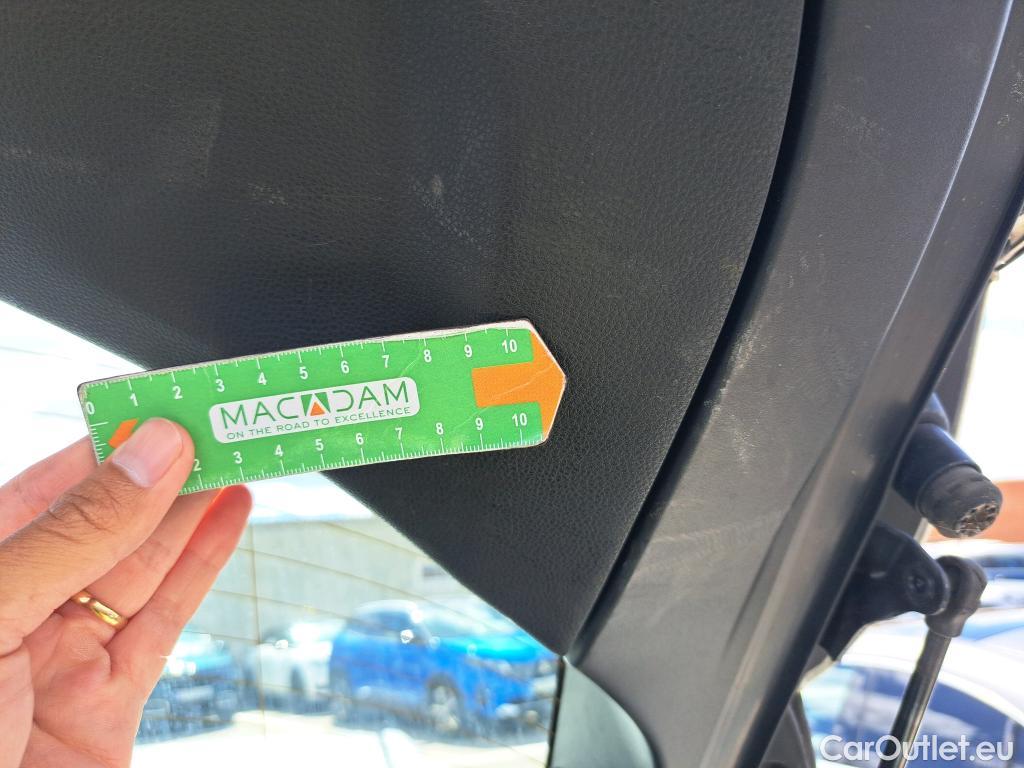 0 1 2 3 4 5 6 7 8 9 10
MACADAM
ON THE ROAD TO EXCELLENCE
2 3 4 5 6 7 8 9 10
CarOutlet.eu